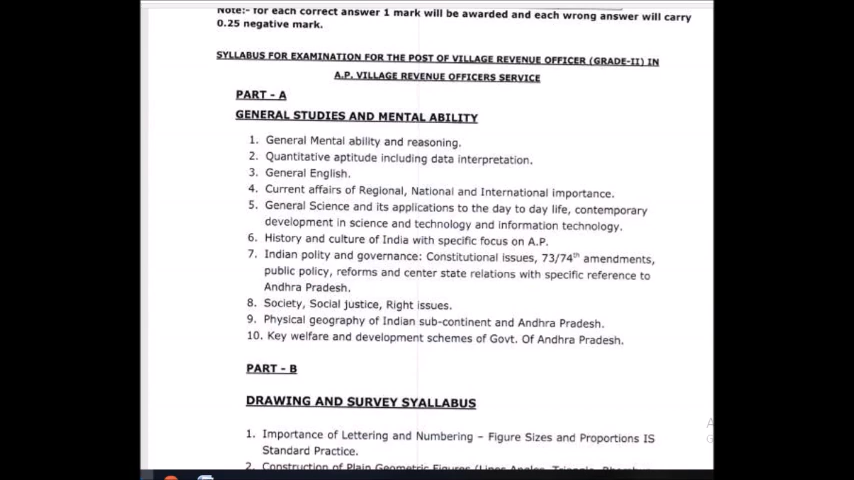 Note:- for each correct answer 1 mark will be awarded and each wrong answer will carry
0.25 negative mark.
SYLLABUS FOR EXAMINATION FOR THE POST OF VILLAGE REVENUE OFFICER (GRADE-II) IN
A.P. VILLAGE REVENUE OFFICERS SERVICE
PART - A
GENERAL STUDIES AND MENTAL ABILITY
1. General Mental ability and reasoning.
2. Quantitative aptitude including data interpretation.
3. General English.
4. Current affairs of Regional, National and International importance.
5. General Science and its applications to the day to day life, contemporary
development in science and technology and information technology.
6. History and culture of India with specific focus on A.P.
7. Indian polity and governance: Constitutional issues, 73/74th amendments,
public policy, reforms and center state relations with specific reference to
Andhra Pradesh.
8. Society, Social justice, Right issues.
9. Physical geography of Indian sub-continent and Andhra Pradesh.
10. Key welfare and development schemes of Govt. Of Andhra Pradesh.
PART - B
DRAWING AND SURVEY SYALLABUS
1. Importance of Lettering and Numbering – Figure Sizes and Proportions IS
Standard Practice.
2. Construction of Plain Geometric Figures (Lines Angles, Triangle,